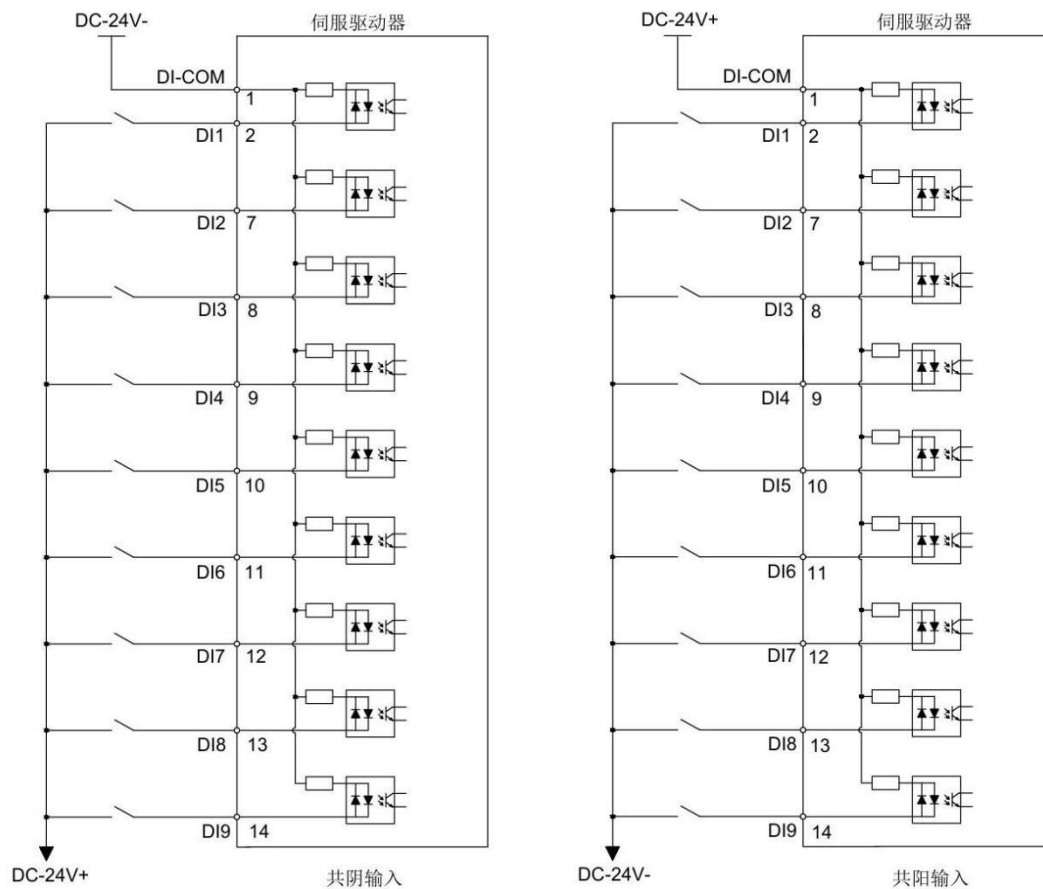 DC-24V-
伺服驱动器
DI-COM
1
DI1
2
DI2
7
DI3
8
DI4
9
DI5
10
DI6
11
DI7
12
DI8
13
DI9
14
DC-24V+
共阴输入
DC-24V+
伺服驱动器
DI-COM
1
DI1
2
DI2
7
DI3
8
DI4
9
DI5
10
DI6
11
DI7
12
DI8
13
DI9
14
DC-24V-
共阳输入